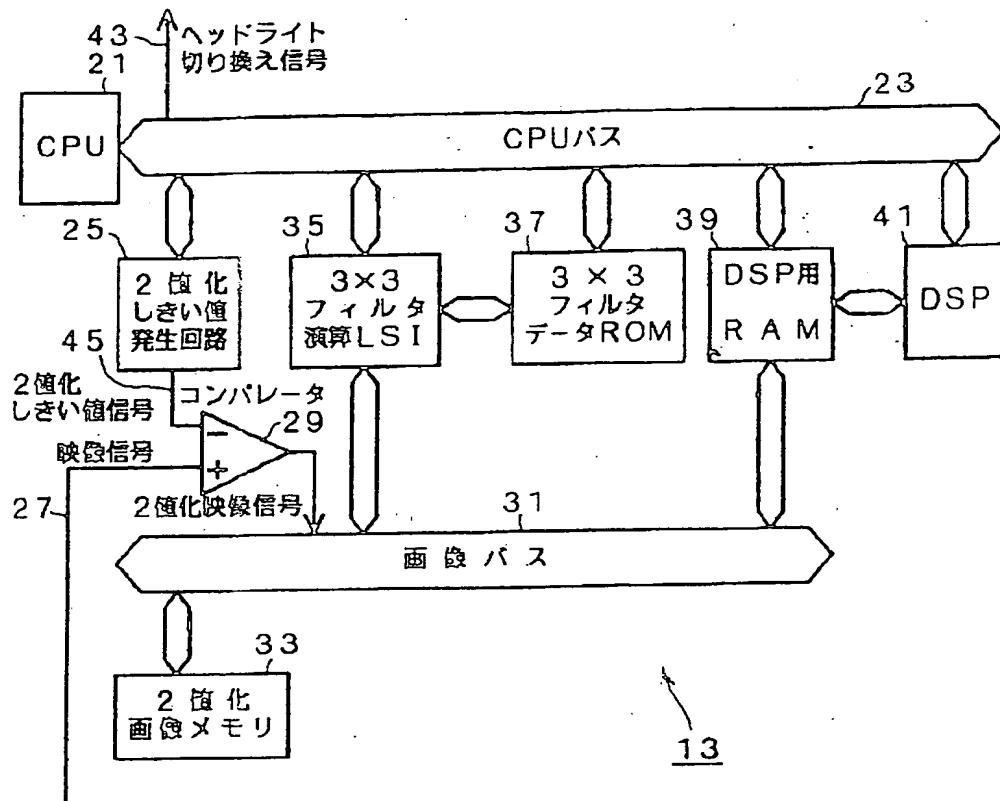 43
ヘッドライト
切り換え信号
21
23
CPU
CPUバス
25
35
37
39
41
2値化
しきい値
発生回路
3×3
フィルタ
演算LSI
3×3
フィルタ
データROM
DSP用
RAM
DSP
45
2値化
しきい値信号
コンパレータ
29
映像信号
−
+
27
2値化映像信号
31
画像バス
33
2値化
画像メモリ
13